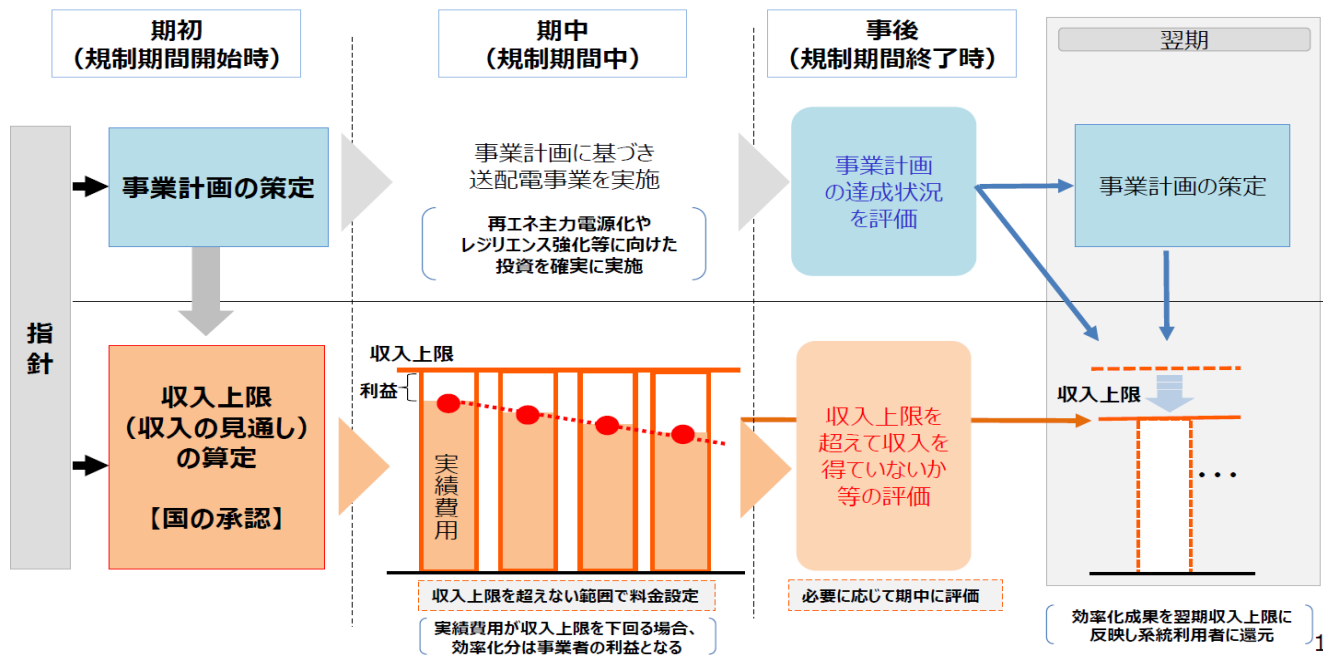 期初
（規制期間開始時）
期中
（規制期間中）
事後
（規制期間終了時）
翌期
指針
事業計画の策定
事業計画に基づき
送配電事業を実施
再エネ主力電源化や
レジリエンス強化等に向けた
投資を確実に実施
事業計画
の達成状況
を評価
事業計画の策定
収入上限
（収入の見通し）
の算定
【国の承認】
収入上限
利益
実績費用
収入上限を超えない範囲で料金設定
実績費用が収入上限を下回る場合、
効率化分は事業者の利益となる
収入上限を
超えて収入を
得ていないか
等の評価
必要に応じて期中に評価
収入上限
・・・
効率化成果を翌期収入上限に
反映し系統利用者に還元
1